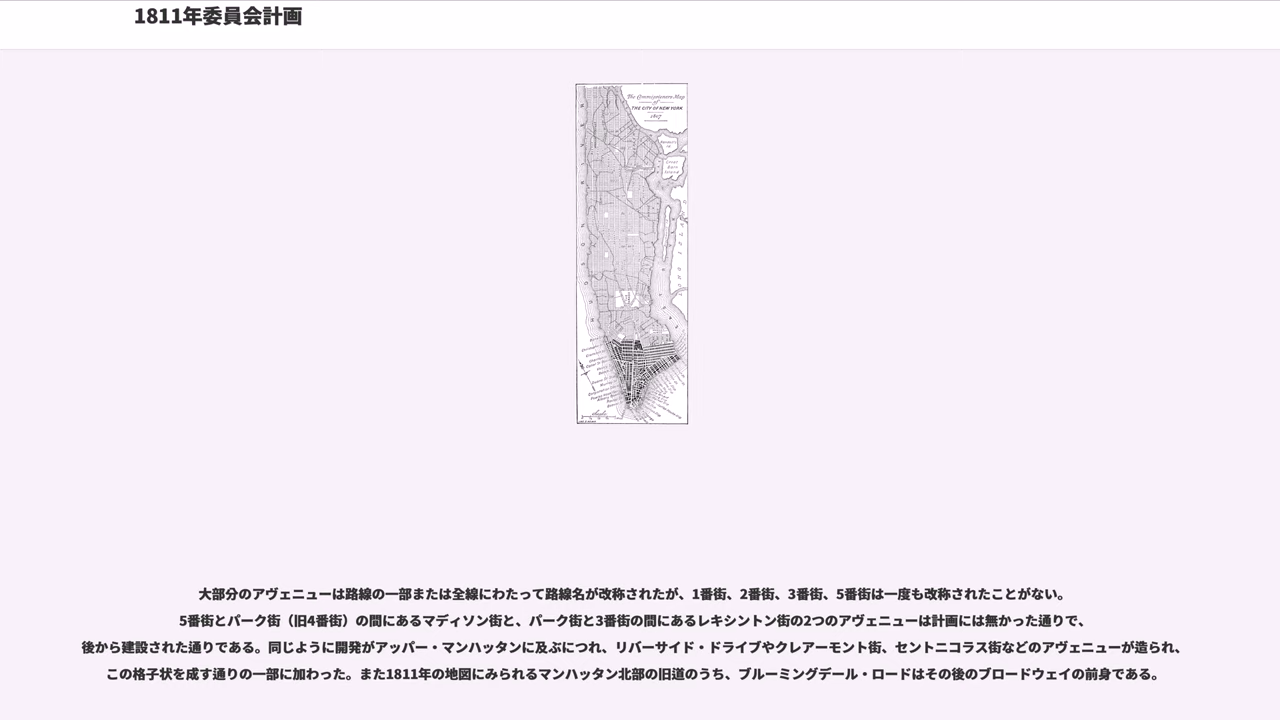 1811年委員会計画
The Commissioners Map
of
THE CITY OF NEW YORK
1807
Great
Barn
Island
大部分のアヴェニューは路線の一部または全線にわたって路線名が改称されたが、1番街、2番街、3番街、5番街は一度も改称されたことがない。
5番街とパーク街（旧4番街）の間にあるマディソン街と、パーク街と3番街の間にあるレキシントン街の2つのアヴェニューは計画には無かった通りで、
後から建設された通りである。同じように開発がアッパー・マンハッタンに及ぶにつれ、リバーサイド・ドライブやクレアーモント街、セントニコラス街などのアヴェニューが造られ、
この格子状を成す通りの一部に加わった。また1811年の地図にみられるマンハッタン北部の旧道のうち、ブルーミングデール・ロードはその後のブロードウェイの前身である。